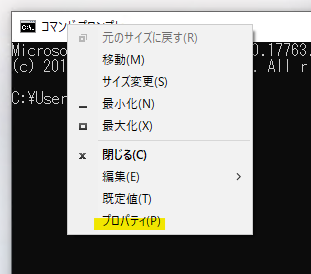 コマンドプロンプト
元のサイズに戻す(R)
Microso 0.17763.
移動(M)
(c) 201 . All r
サイズ変更(S)
最小化(N)
C:¥User
最大化(X)
閉じる(C)
編集(E)
既定値(T)
プロパティ(P)